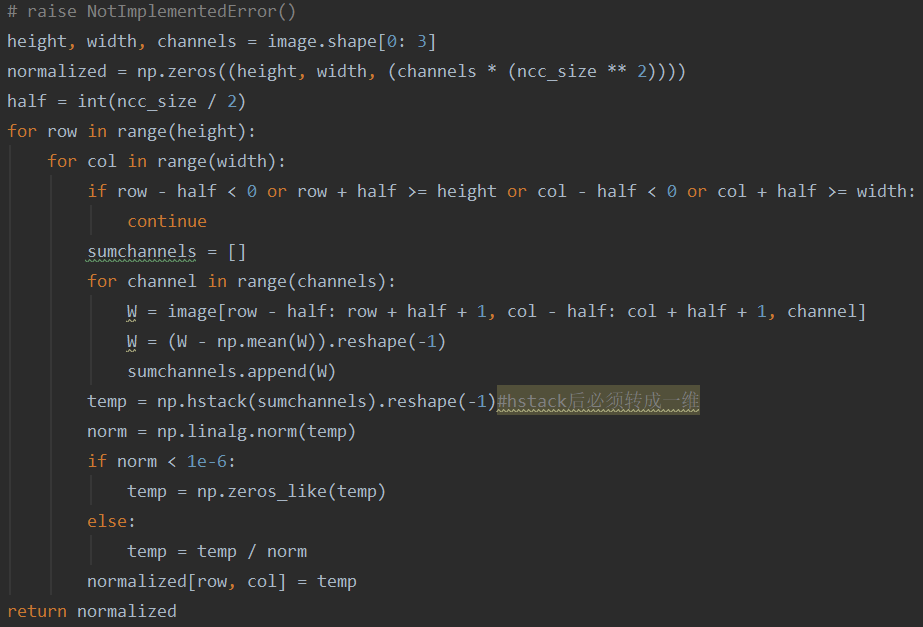 # raise NotImplementedError()
height, width, channels = image.shape[0: 3]
normalized = np.zeros((height, width, (channels * (ncc_size ** 2))))
half = int(ncc_size / 2)
for row in range(height):
    for col in range(width):
        if row - half < 0 or row + half >= height or col - half < 0 or col + half >= width:
            continue
        sumchannels = []
        for channel in range(channels):
            W = image[row - half: row + half + 1, col - half: col + half + 1, channel]
            W = (W - np.mean(W)).reshape(-1)
            sumchannels.append(W)
        temp = np.hstack(sumchannels).reshape(-1)#hstack后必须转成一维
        norm = np.linalg.norm(temp)
        if norm < 1e-6:
            temp = np.zeros_like(temp)
        else:
            temp = temp / norm
        normalized[row, col] = temp
return normalized